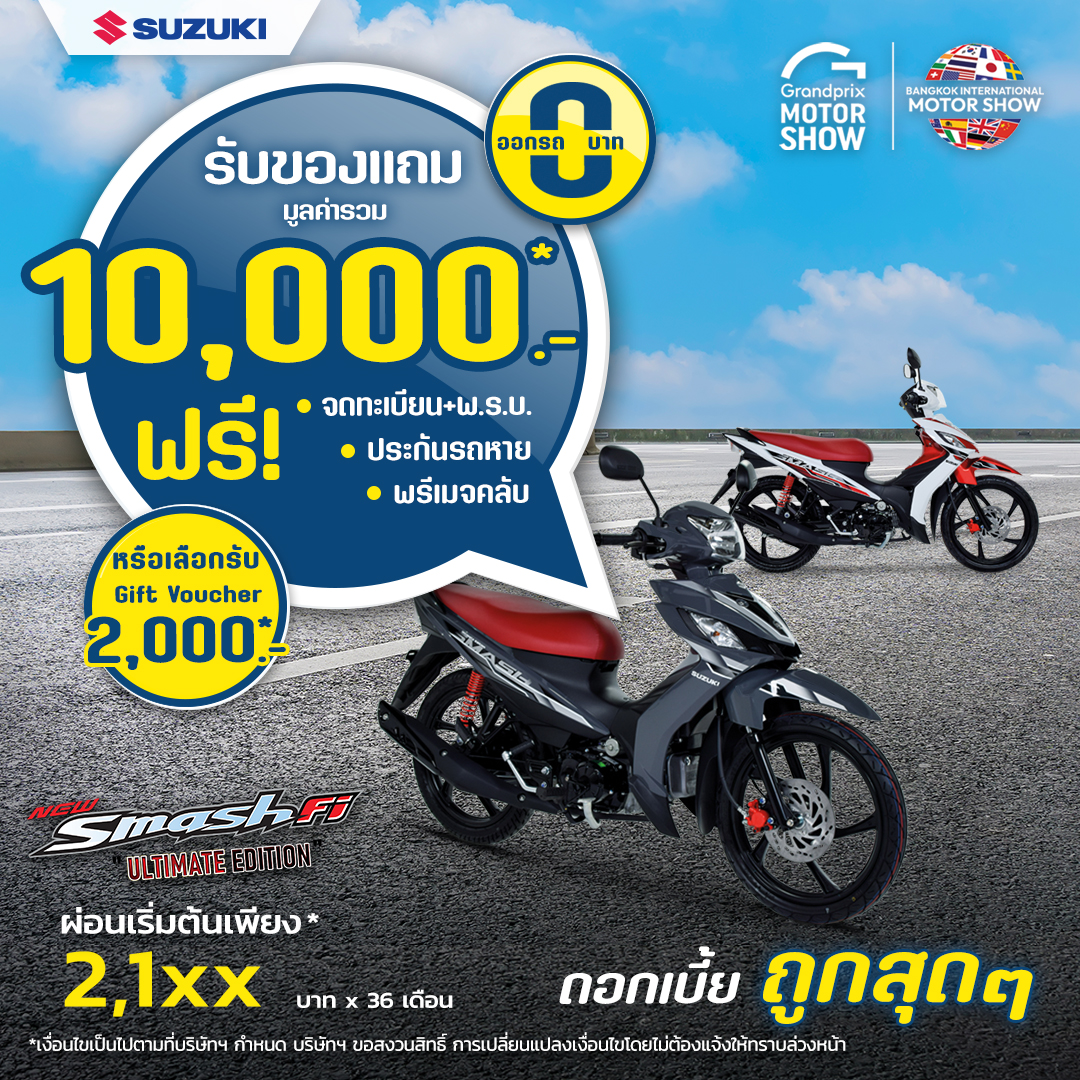 SUZUKI
Grandprix
MOTOR
SHOW
BANGKOK INTERNATIONAL
MOTOR SHOW
ออกรถ 0 บาท
รับของแถม
มูลค่ารวม
10,000.-*
ฟรี!
• จดทะเบียน+พ.ร.บ.
• ประกันรถหาย
• พรีเมจคลับ
หรือเลือกรับ
Gift Voucher
2,000.-*
SMASH
SMASH
SUZUKI
NEW
Smash Fi
"ULTIMATE EDITION"
ผ่อนเริ่มต้นเพียง*
2,1xx บาท x 36 เดือน
ดอกเบี้ย ถูกสุดๆ
*เงื่อนไขเป็นไปตามที่บริษัทฯ กำหนด บริษัทฯ ขอสงวนสิทธิ์ การเปลี่ยนแปลงเงื่อนไขโดยไม่ต้องแจ้งให้ทราบล่วงหน้า